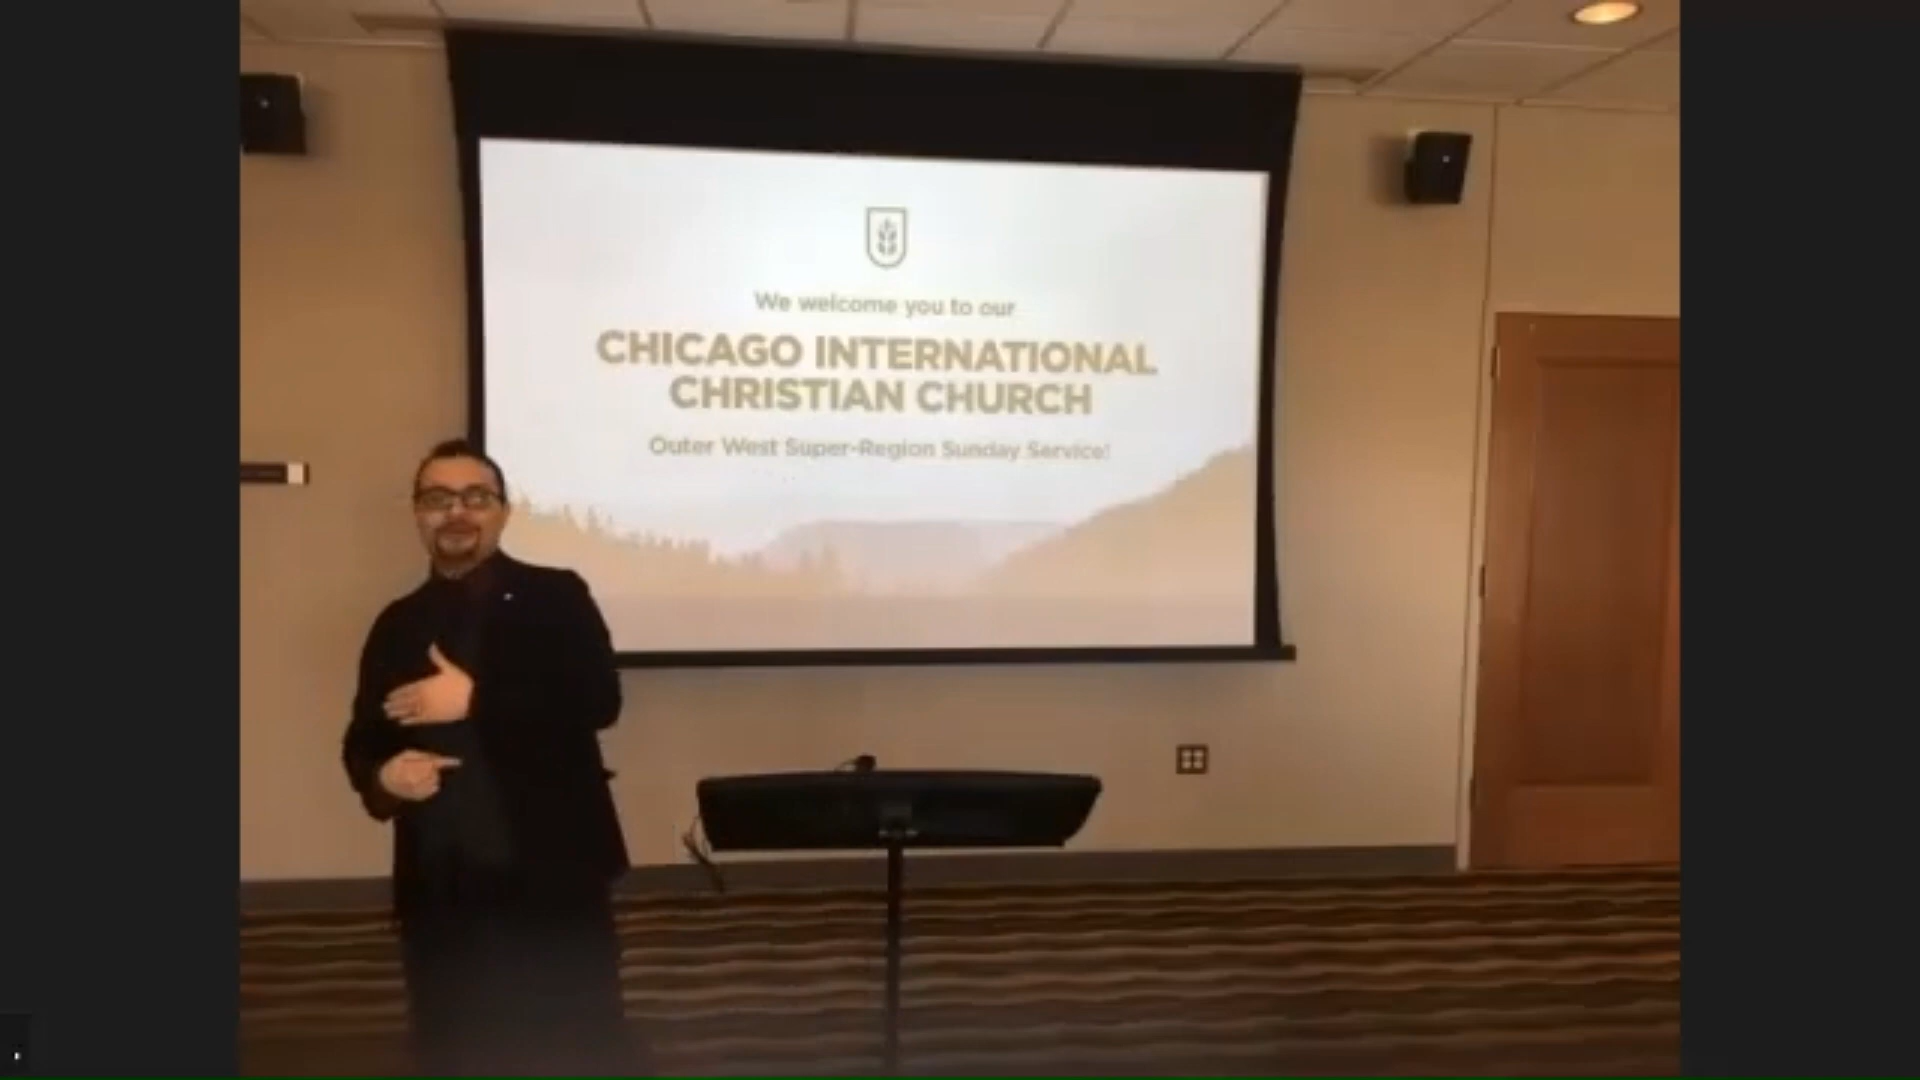 We welcome you to our
CHICAGO INTERNATIONAL
CHRISTIAN CHURCH
Outer West Super-Region Sunday Service!